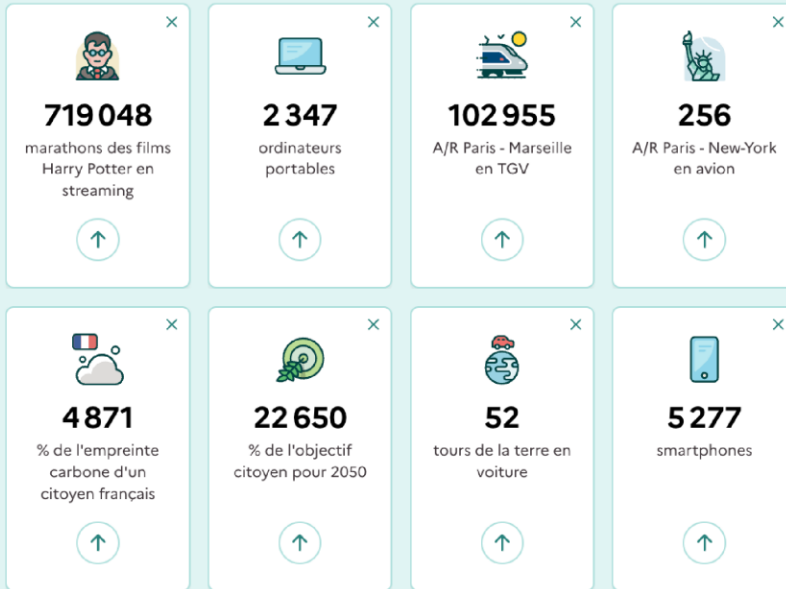 719 048
marathons des films
Harry Potter en
streaming
2 347
ordinateurs
portables
102 955
A/R Paris - Marseille
en TGV
256
A/R Paris - New-York
en avion
4 871
% de l'empreinte
carbone d'un
citoyen français
22 650
% de l'objectif
citoyen pour 2050
52
tours de la terre en
voiture
5 277
smartphones